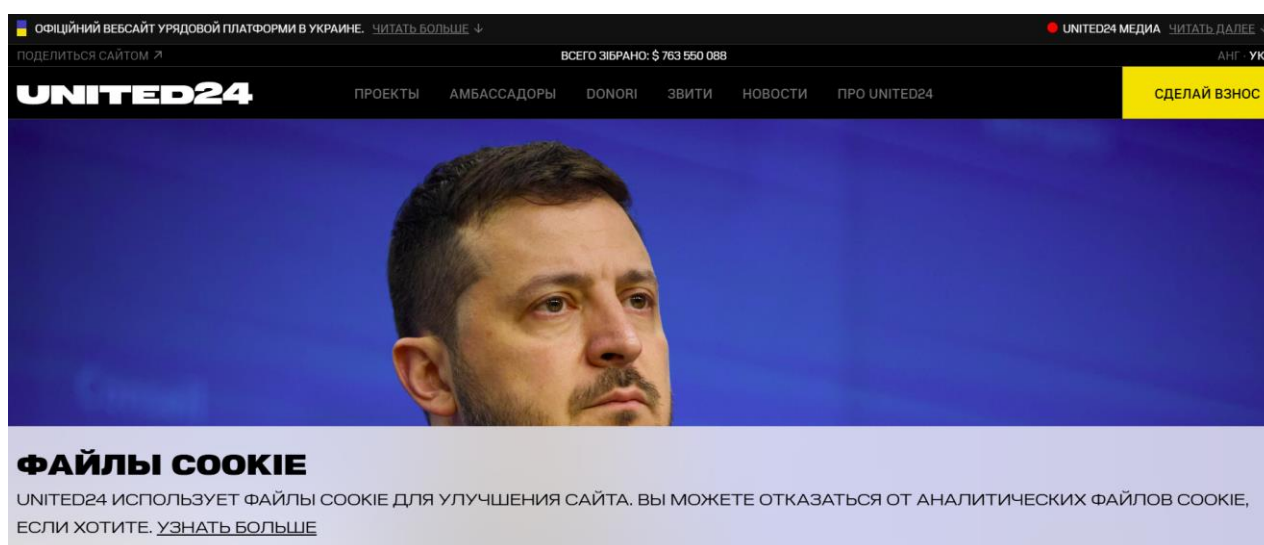 ОФІЦІЙНИЙ ВЕБСАЙТ УРЯДОВОЙ ПЛАТФОРМИ В УКРАИНЕ. ЧИТАТЬ БОЛЬШЕ ↓ UNITED24 МЕДИА ЧИТАТЬ ДАЛЕЕ
ПОДЕЛИТЬСЯ САЙТОМ ↗ ВСЕГО ЗІБРАНО: $ 763 550 088 АНГ · УК
UNITED24 ПРОЕКТЫ АМБАССАДОРЫ DONORI ЗВИТИ НОВОСТИ ПРО UNITED24 СДЕЛАЙ ВЗНОС
ФАЙЛЫ COOKIE
UNITED24 ИСПОЛЬЗУЕТ ФАЙЛЫ COOKIE ДЛЯ УЛУЧШЕНИЯ САЙТА. ВЫ МОЖЕТЕ ОТКАЗАТЬСЯ ОТ АНАЛИТИЧЕСКИХ ФАЙЛОВ COOKIE,
ЕСЛИ ХОТИТЕ. УЗНАТЬ БОЛЬШЕ